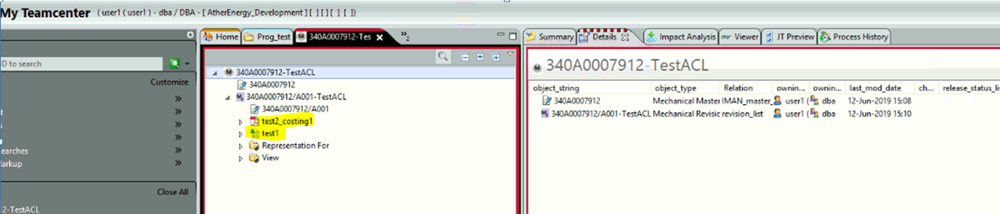 My Teamcenter ( user1 ( user1 ) - dba / DBA - [ AtherEnergy_Development ] [ ] [ ] [ ] [ ])
Home Prog_test 340A0007912-Tes »2
Summary Details Impact Analysis Viewer JT Preview Process History
D to search
Customize
earches
larkup
Close All
2-TestACL
340A0007912-TestACL
340A0007912
340A0007912/A001-TestACL
340A0007912/A001
test2_costing1
test1
Representation For
View
340A0007912-TestACL
object_string object_type Relation ownin... ownin... last_mod_date ch... release_status_li
340A0007912 Mechanical Master IMAN_master_ user1 ( dba 12-Jun-2019 15:08
340A0007912/A001-TestACL Mechanical Revisic revision_list user1 ( dba 12-Jun-2019 15:10